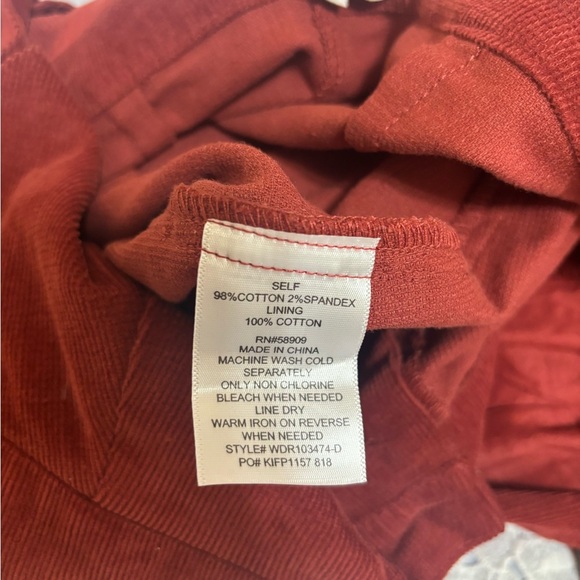 SELF
98%COTTON 2%SPANDEX
LINING
100% COTTON
RN#58909
MADE IN CHINA
MACHINE WASH COLD
SEPARATELY
ONLY NON CHLORINE
BLEACH WHEN NEEDED
LINE DRY
WARM IRON ON REVERSE
WHEN NEEDED
STYLE# WDR103474-D
PO# KIFP1157 818